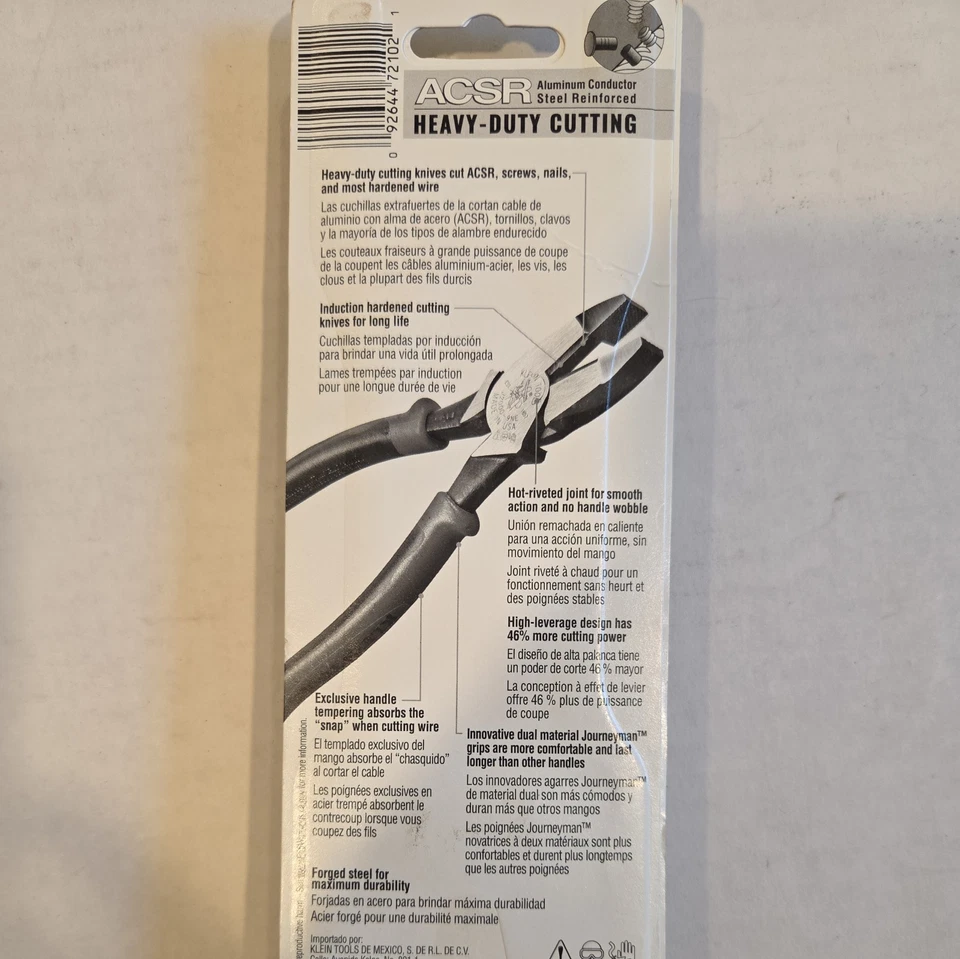 0 92644 72102 1
ACSR Aluminum Conductor
Steel Reinforced
HEAVY-DUTY CUTTING
Heavy-duty cutting knives cut ACSR, screws, nails,
and most hardened wire
Las cuchillas extrafuertes de la cortan cable de
aluminio con alma de acero (ACSR), tornillos, clavos
y la mayoría de los tipos de alambre endurecido
Les couteaux fraiseurs à grande puissance de coupe
de la coupent les câbles aluminium-acier, les vis, les
clous et la plupart des fils durcis
Induction hardened cutting
knives for long life
Cuchillas templadas por inducción
para brindar una vida útil prolongada
Lames trempées par induction
pour une longue durée de vie
KLEIN TOOLS
MADE IN
USA
Hot-riveted joint for smooth
action and no handle wobble
Unión remachada en caliente
para una acción uniforme, sin
movimiento del mango
Joint riveté à chaud pour un
fonctionnement sans heurt et
des poignées stables
High-leverage design has
46% more cutting power
El diseño de alta palanca tiene
un poder de corte 46 % mayor
La conception à effet de levier
offre 46 % plus de puissance
de coupe
Exclusive handle
tempering absorbs the
"snap" when cutting wire
El templado exclusivo del
mango absorbe el "chasquido"
al cortar el cable
Les poignées exclusives en
acier trempé absorbent le
contrecoup lorsque vous
coupez des fils
Innovative dual material Journeyman™
grips are more comfortable and last
longer than other handles
Los innovadores agarres Journeyman™
de material dual son más cómodos y
duran más que otros mangos
Les poignées Journeyman™
novatrices à deux matériaux sont plus
confortables et durent plus longtemps
que les autres poignées
Forged steel for
maximum durability
Forjadas en acero para brindar máxima durabilidad
Acier forgé pour une durabilité maximale
for more information.
Importado por:
KLEIN TOOLS DE MEXICO, S. DE R.L. DE C.V.